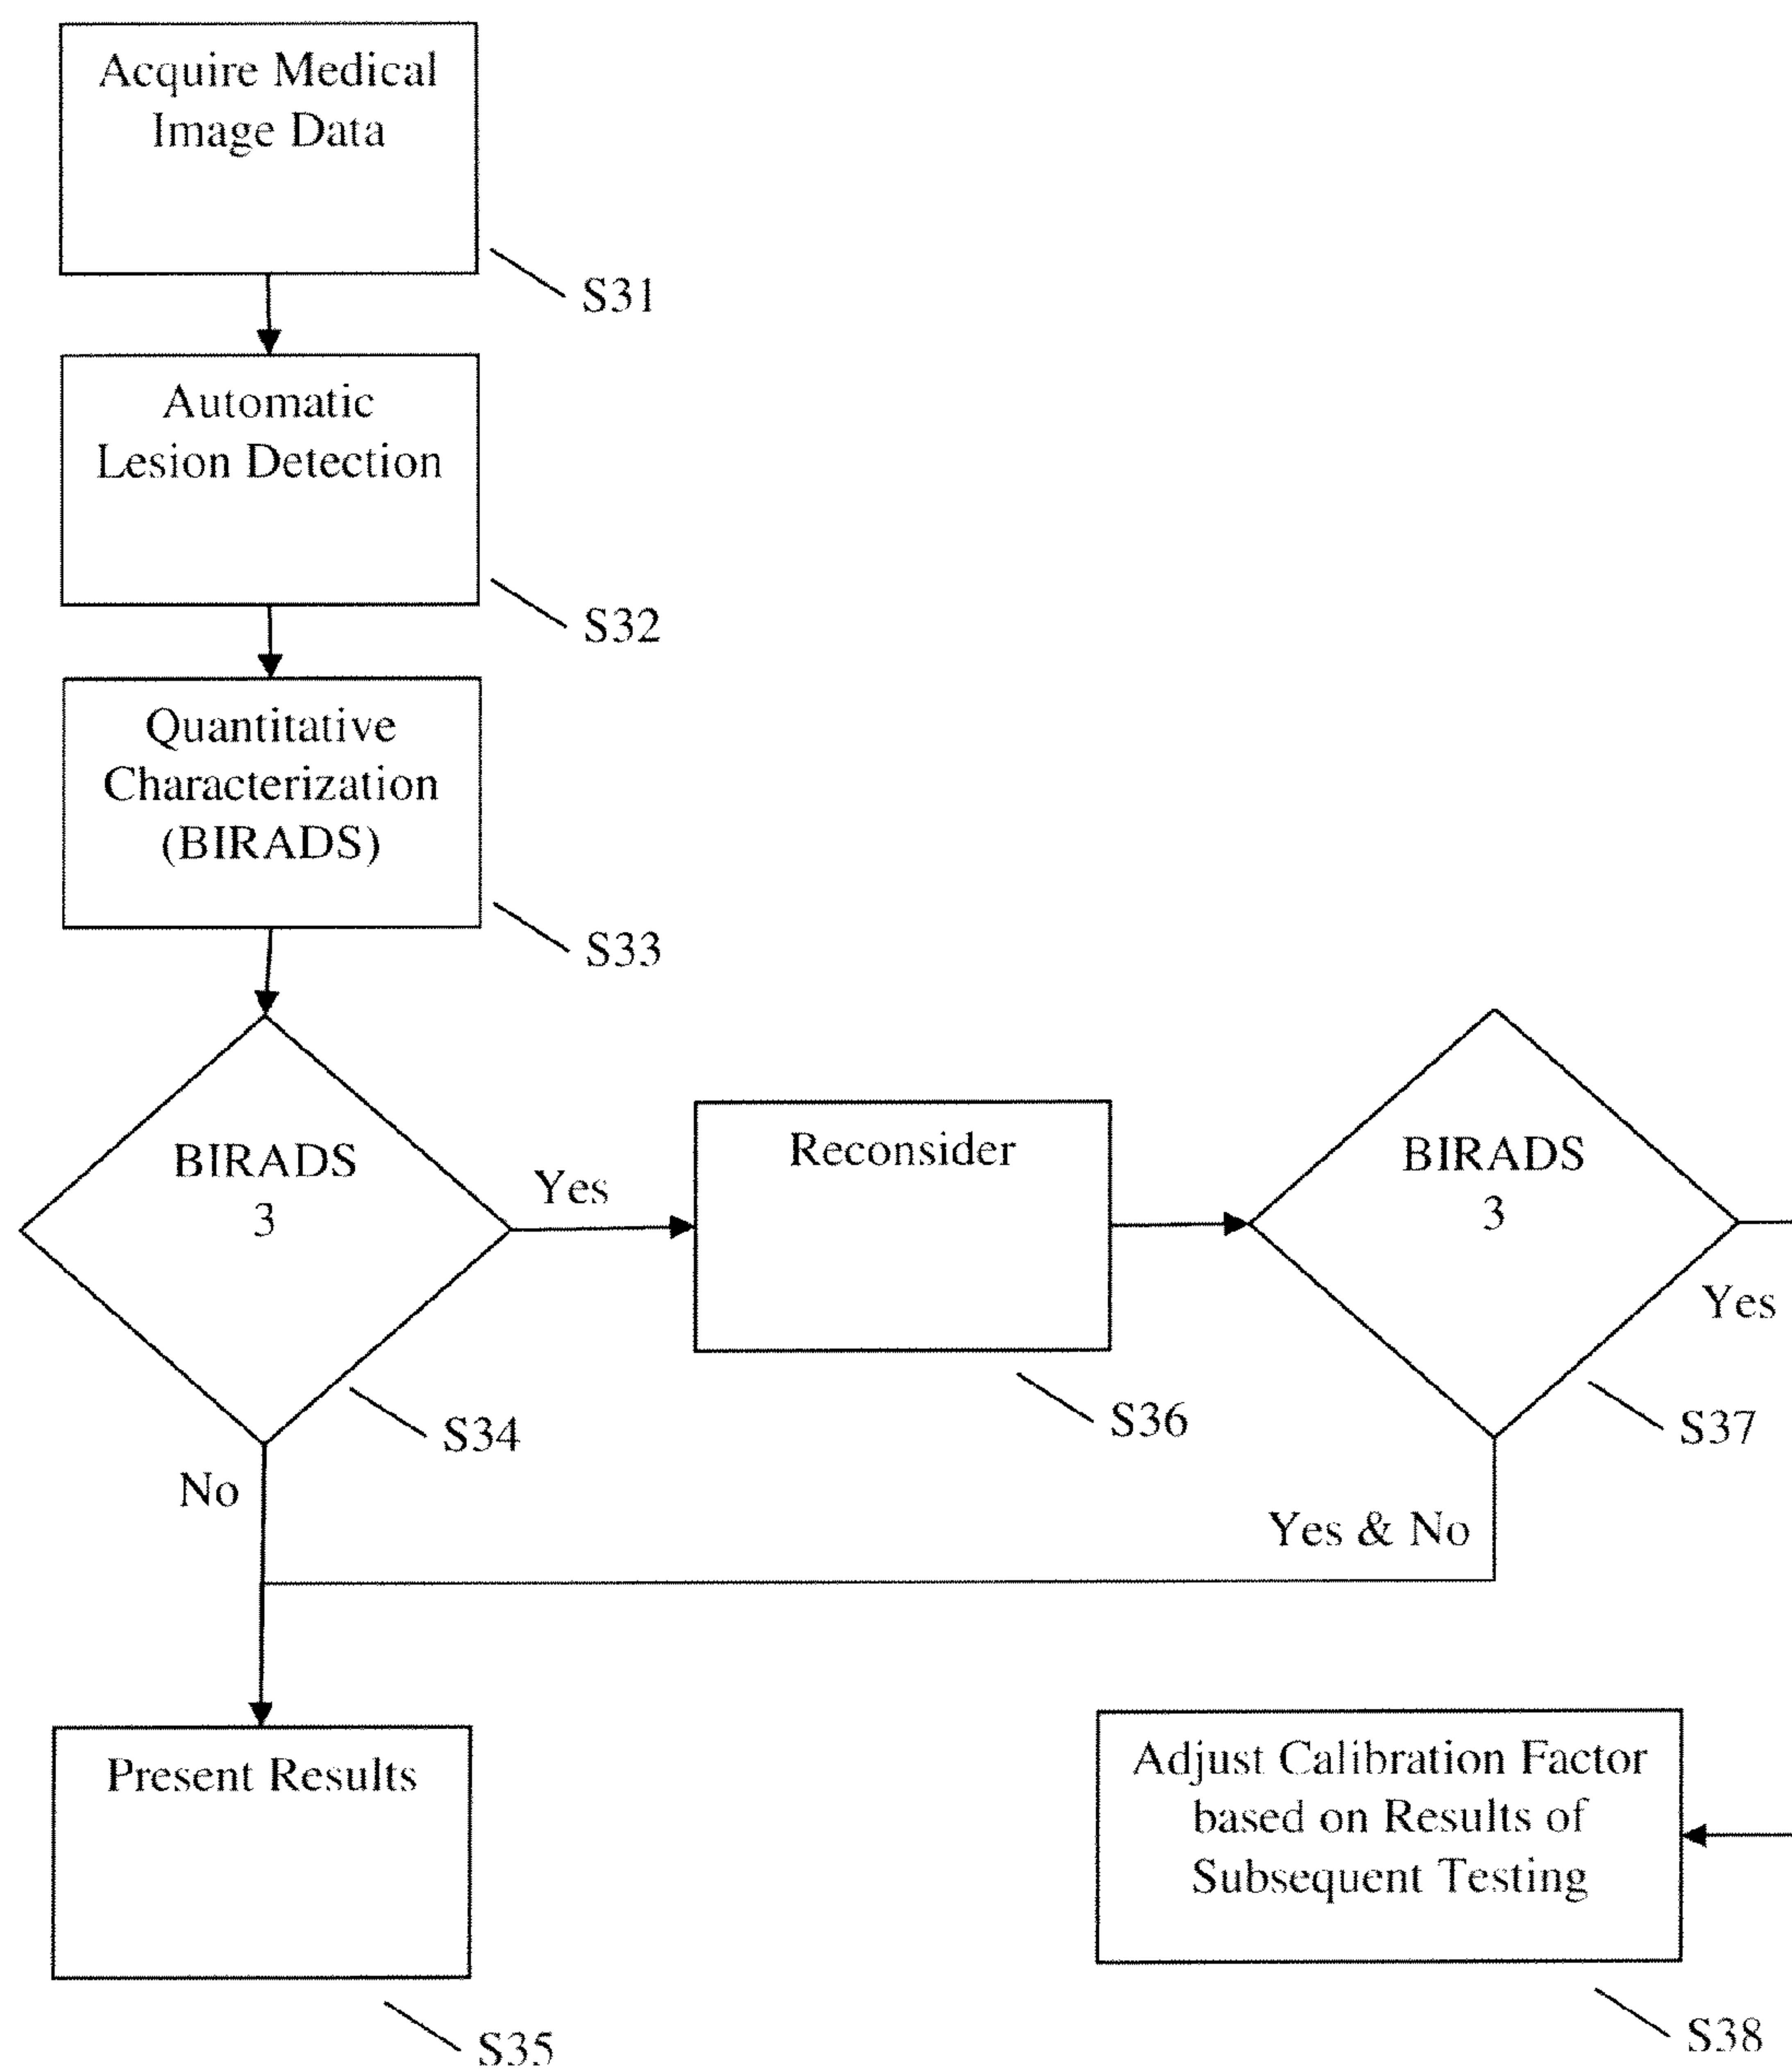 Acquire Medical
Image Data
S31
Automatic
Lesion Detection
S32
Quantitative
Characterization
(BIRADS)
S33
BIRADS
3
S34
Yes
No
Reconsider
S36
BIRADS
3
Yes
S37
Yes & No
Present Results
S35
Adjust Calibration Factor
based on Results of
Subsequent Testing
S38